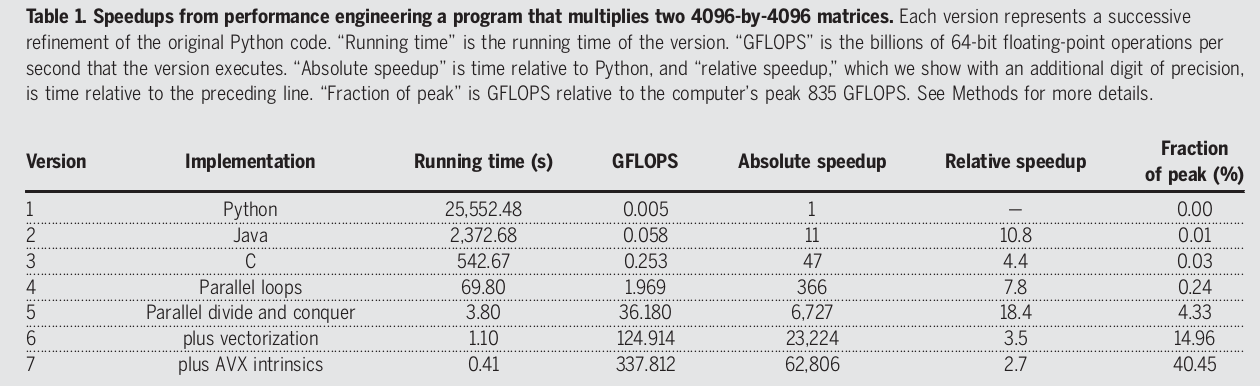 Table 1. Speedups from performance engineering a program that multiplies two 4096-by-4096 matrices. Each version represents a successive
refinement of the original Python code. “Running time” is the running time of the version. “GFLOPS” is the billions of 64-bit floating-point operations per
second that the version executes. “Absolute speedup” is time relative to Python, and “relative speedup,” which we show with an additional digit of precision,
is time relative to the preceding line. “Fraction of peak” is GFLOPS relative to the computer’s peak 835 GFLOPS. See Methods for more details.
Version Implementation Running time (s) GFLOPS Absolute speedup Relative speedup Fraction
of peak (%)
1 Python 25,552.48 0.005 1 — 0.00
2 Java 2,372.68 0.058 11 10.8 0.01
3 C 542.67 0.253 47 4.4 0.03
4 Parallel loops 69.80 1.969 366 7.8 0.24
5 Parallel divide and conquer 3.80 36.180 6,727 18.4 4.33
6 plus vectorization 1.10 124.914 23,224 3.5 14.96
7 plus AVX intrinsics 0.41 337.812 62,806 2.7 40.45